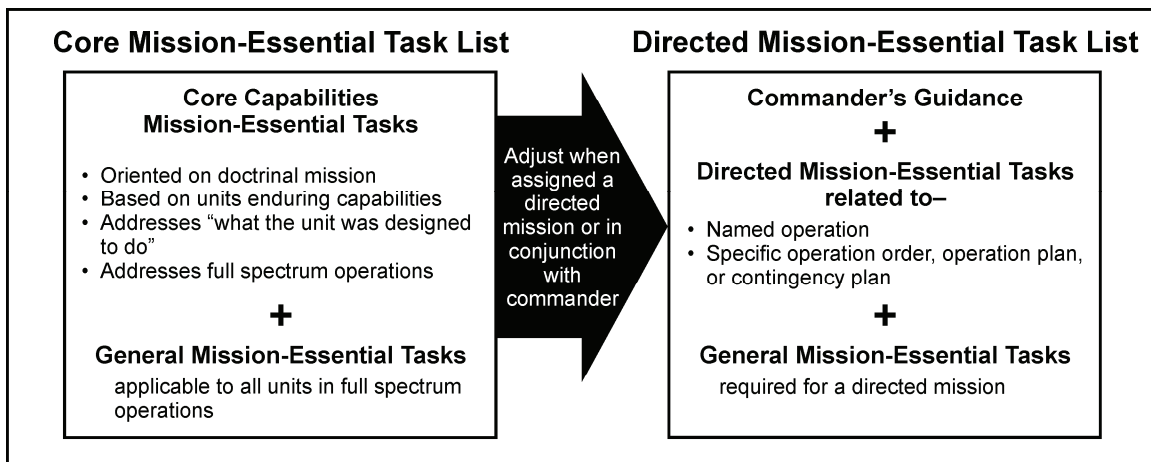 Core Mission-Essential Task List
Core Capabilities
Mission-Essential Tasks
• Oriented on doctrinal mission
• Based on units enduring capabilities
• Addresses “what the unit was designed
to do”
• Addresses full spectrum operations
+
General Mission-Essential Tasks
applicable to all units in full spectrum
operations
Adjust when
assigned a
directed
mission or in
conjunction
with
commander
Directed Mission-Essential Task List
Commander’s Guidance
+
Directed Mission-Essential Tasks
related to–
• Named operation
• Specific operation order, operation plan,
or contingency plan
+
General Mission-Essential Tasks
required for a directed mission